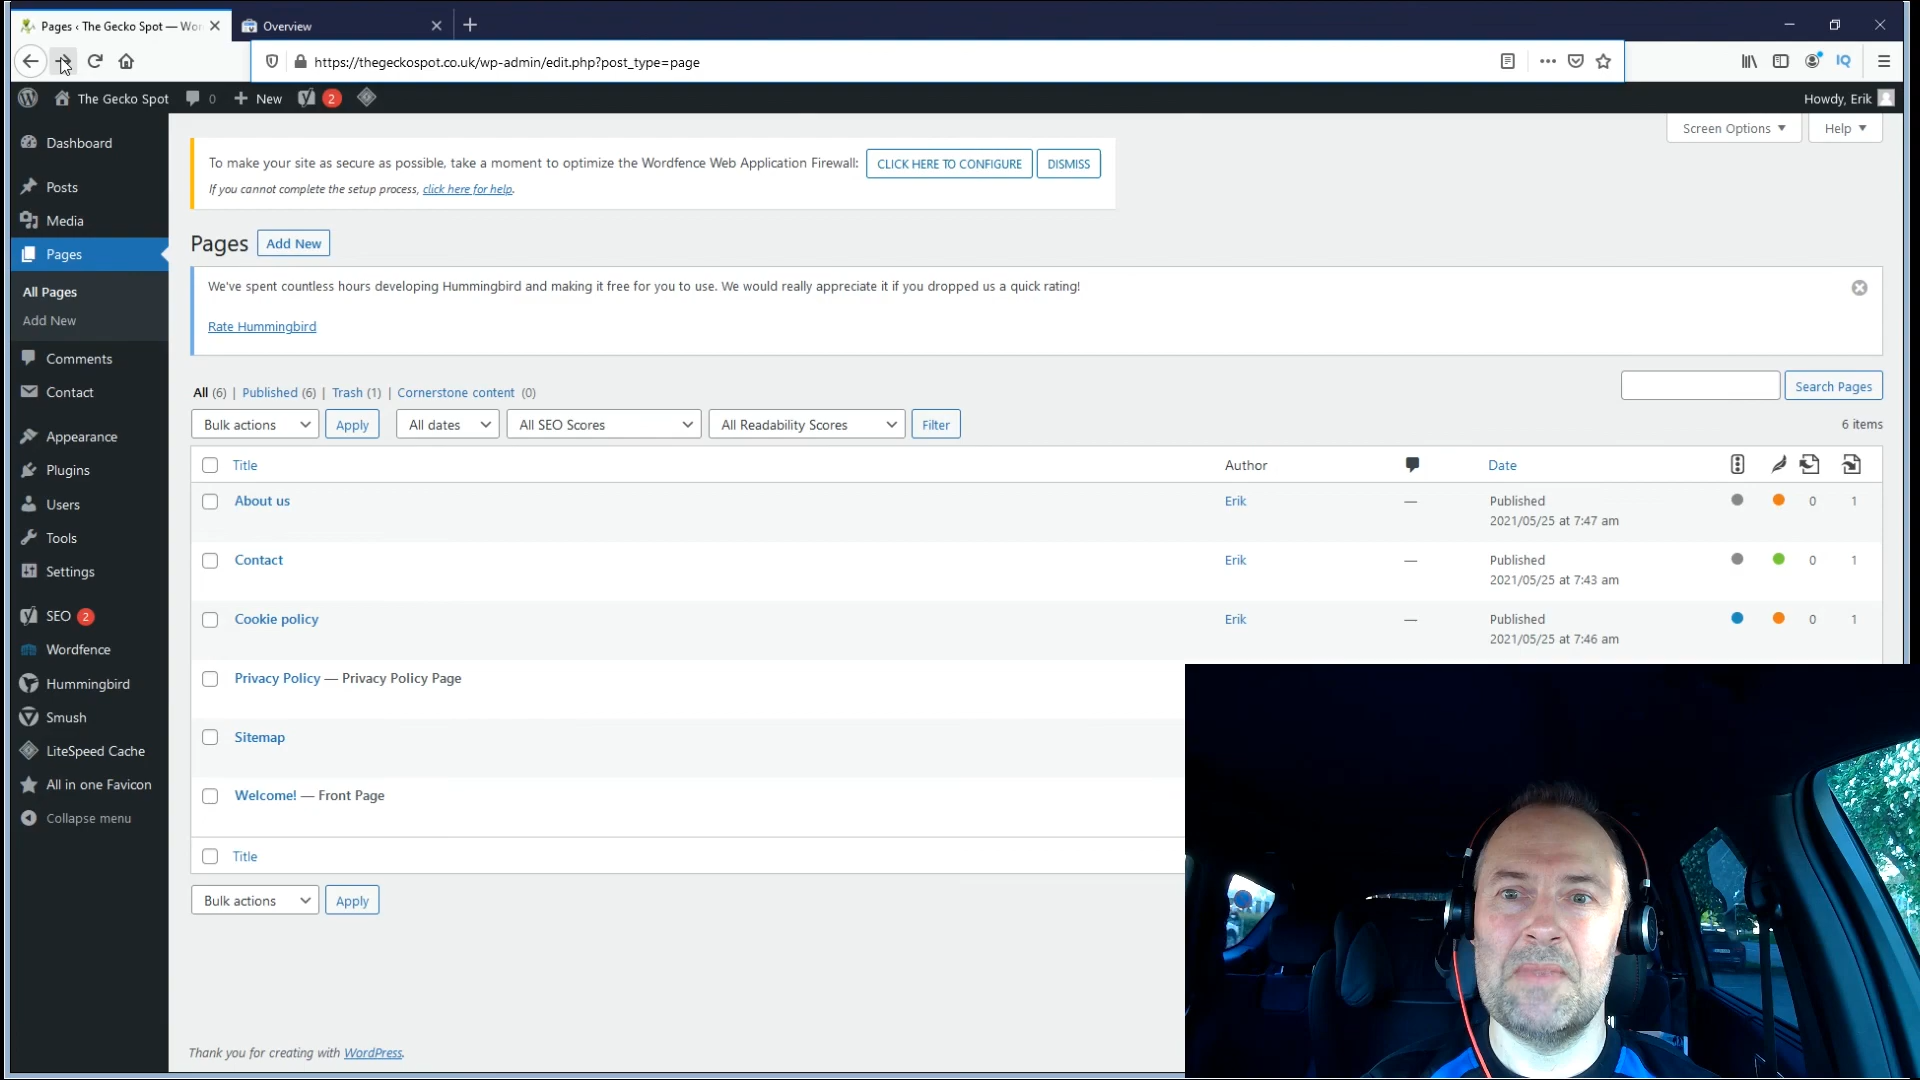 Pages ‹ The Gecko Spot — Wor
Overview
https://thegeckospot.co.uk/wp-admin/edit.php?post_type=page
IQ
The Gecko Spot
0
New
2
Howdy, Erik
Screen Options
Help
Dashboard
Posts
Media
Pages
All Pages
Add New
Comments
Contact
Appearance
Plugins
Users
Tools
Settings
SEO 2
Wordfence
Hummingbird
Smush
LiteSpeed Cache
All in one Favicon
Collapse menu
To make your site as secure as possible, take a moment to optimize the Wordfence Web Application Firewall: CLICK HERE TO CONFIGURE DISMISS
If you cannot complete the setup process, click here for help.
Pages Add New
We've spent countless hours developing Hummingbird and making it free for you to use. We would really appreciate it if you dropped us a quick rating!
Rate Hummingbird
All (6) | Published (6) | Trash (1) | Cornerstone content (0)
Search Pages
Bulk actions Apply All dates All SEO Scores All Readability Scores Filter
6 items
Title Author Date
About us Erik — Published 0 1
2021/05/25 at 7:47 am
Contact Erik — Published 0 1
2021/05/25 at 7:43 am
Cookie policy Erik — Published 0 1
2021/05/25 at 7:46 am
Privacy Policy — Privacy Policy Page
Sitemap
Welcome! — Front Page
Title
Bulk actions Apply
Thank you for creating with WordPress.